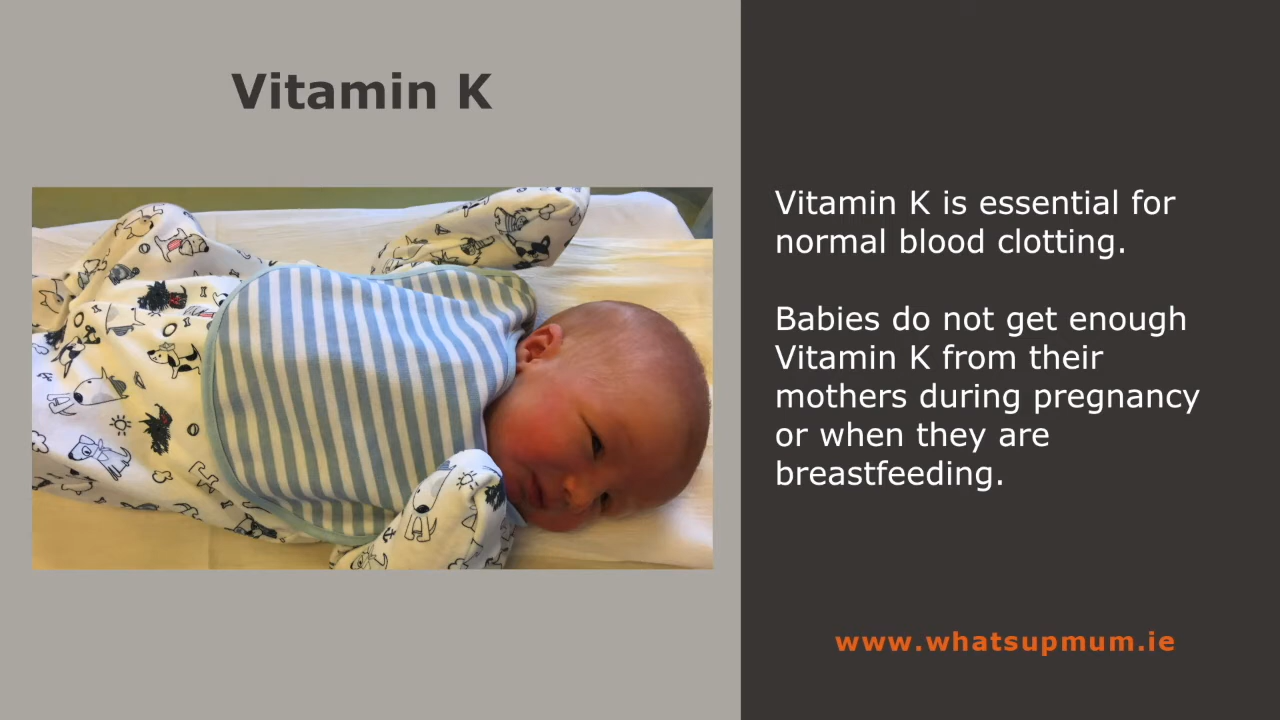 Vitamin K
Vitamin K is essential for
normal blood clotting.
Babies do not get enough
Vitamin K from their
mothers during pregnancy
or when they are
breastfeeding.
www.whatsupmum.ie